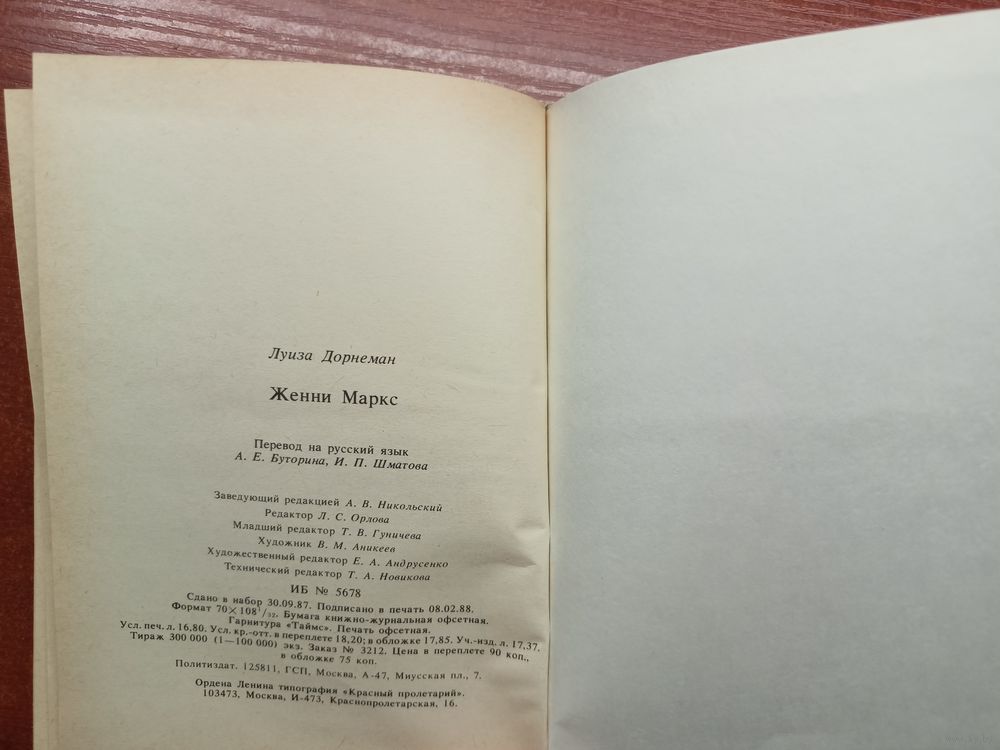 Луиза Дорнеман
Женни Маркс
Перевод на русский язык
А. Е. Буторина, И. П. Шматова
Заведующий редакцией А. В. Никольский
Редактор Л. С. Орлова
Младший редактор Т. В. Гуничева
Художник В. М. Аникеев
Художественный редактор Е. А. Андрусенко
Технический редактор Т. А. Новикова
ИБ № 5678
Сдано в набор 30.09.87. Подписано в печать 08.02.88.
Формат 70×108 1/32. Бумага книжно-журнальная офсетная.
Гарнитура «Таймс». Печать офсетная.
Усл. печ. л. 16,80. Усл. кр.-отт. в переплете 18,20; в обложке 17,85. Уч.-изд. л. 17,37.
Тираж 300 000 (1—100 000) экз. Заказ № 3212. Цена в переплете 90 коп.,
в обложке 75 коп.
Политиздат. 125811, ГСП, Москва, А-47, Миусская пл., 7.
Ордена Ленина типография «Красный пролетарий».
103473, Москва, И-473, Краснопролетарская, 16.